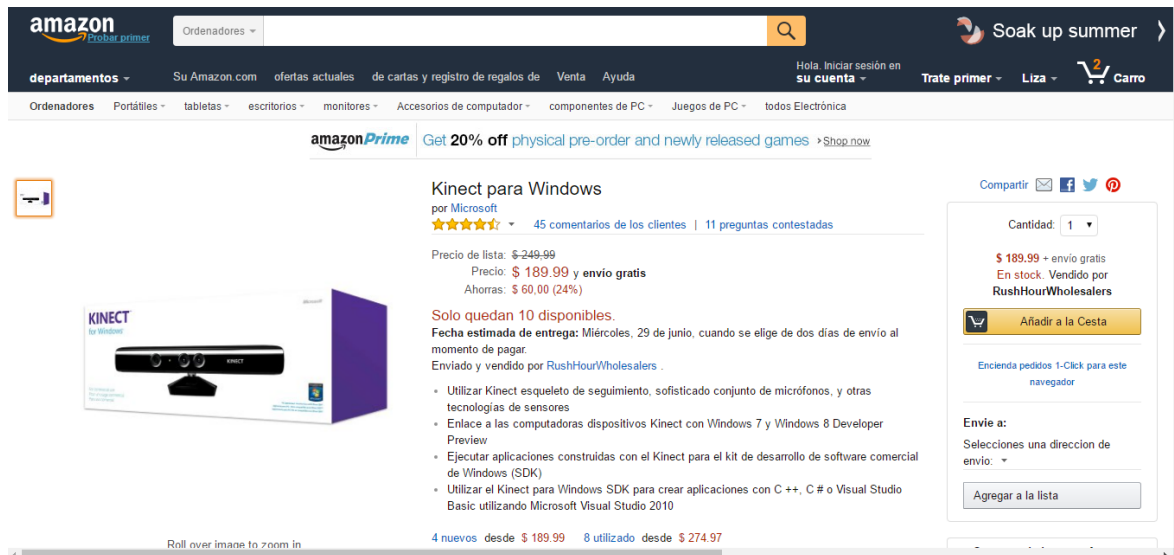 amazon
Probar primer
Ordenadores
Soak up summer
departamentos
Su Amazon.com ofertas actuales de cartas y registro de regalos de Venta Ayuda
Hola. Iniciar sesión en
su cuenta
Trate primer
Liza
2
Carro
Ordenadores Portátiles tabletas escritorios monitores Accesorios de computador componentes de PC Juegos de PC todos Electrónica
amazonPrime Get 20% off physical pre-order and newly released games › Shop now
Kinect para Windows
por Microsoft
45 comentarios de los clientes | 11 preguntas contestadas
Precio de lista: $ 249,99
Precio: $ 189.99 y envío gratis
Ahorras: $ 60,00 (24%)
Solo quedan 10 disponibles.
Fecha estimada de entrega: Miércoles, 29 de junio, cuando se elige de dos días de envío al
momento de pagar.
Enviado y vendido por RushHourWholesalers .
Utilizar Kinect esqueleto de seguimiento, sofisticado conjunto de micrófonos, y otras
tecnologías de sensores
Enlace a las computadoras dispositivos Kinect con Windows 7 y Windows 8 Developer
Preview
Ejecutar aplicaciones construidas con el Kinect para el kit de desarrollo de software comercial
de Windows (SDK)
Utilizar el Kinect para Windows SDK para crear aplicaciones con C ++, C # o Visual Studio
Basic utilizando Microsoft Visual Studio 2010
4 nuevos desde $ 189.99 8 utilizado desde $ 274.97
KINECT
for Windows
KINECT
Roll over image to zoom in
Compartir
Cantidad: 1
$ 189.99 + envío gratis
En stock. Vendido por
RushHourWholesalers
Añadir a la Cesta
Encienda pedidos 1-Click para este
navegador
Envie a:
Selecciones una direccion de
envio:
Agregar a la lista